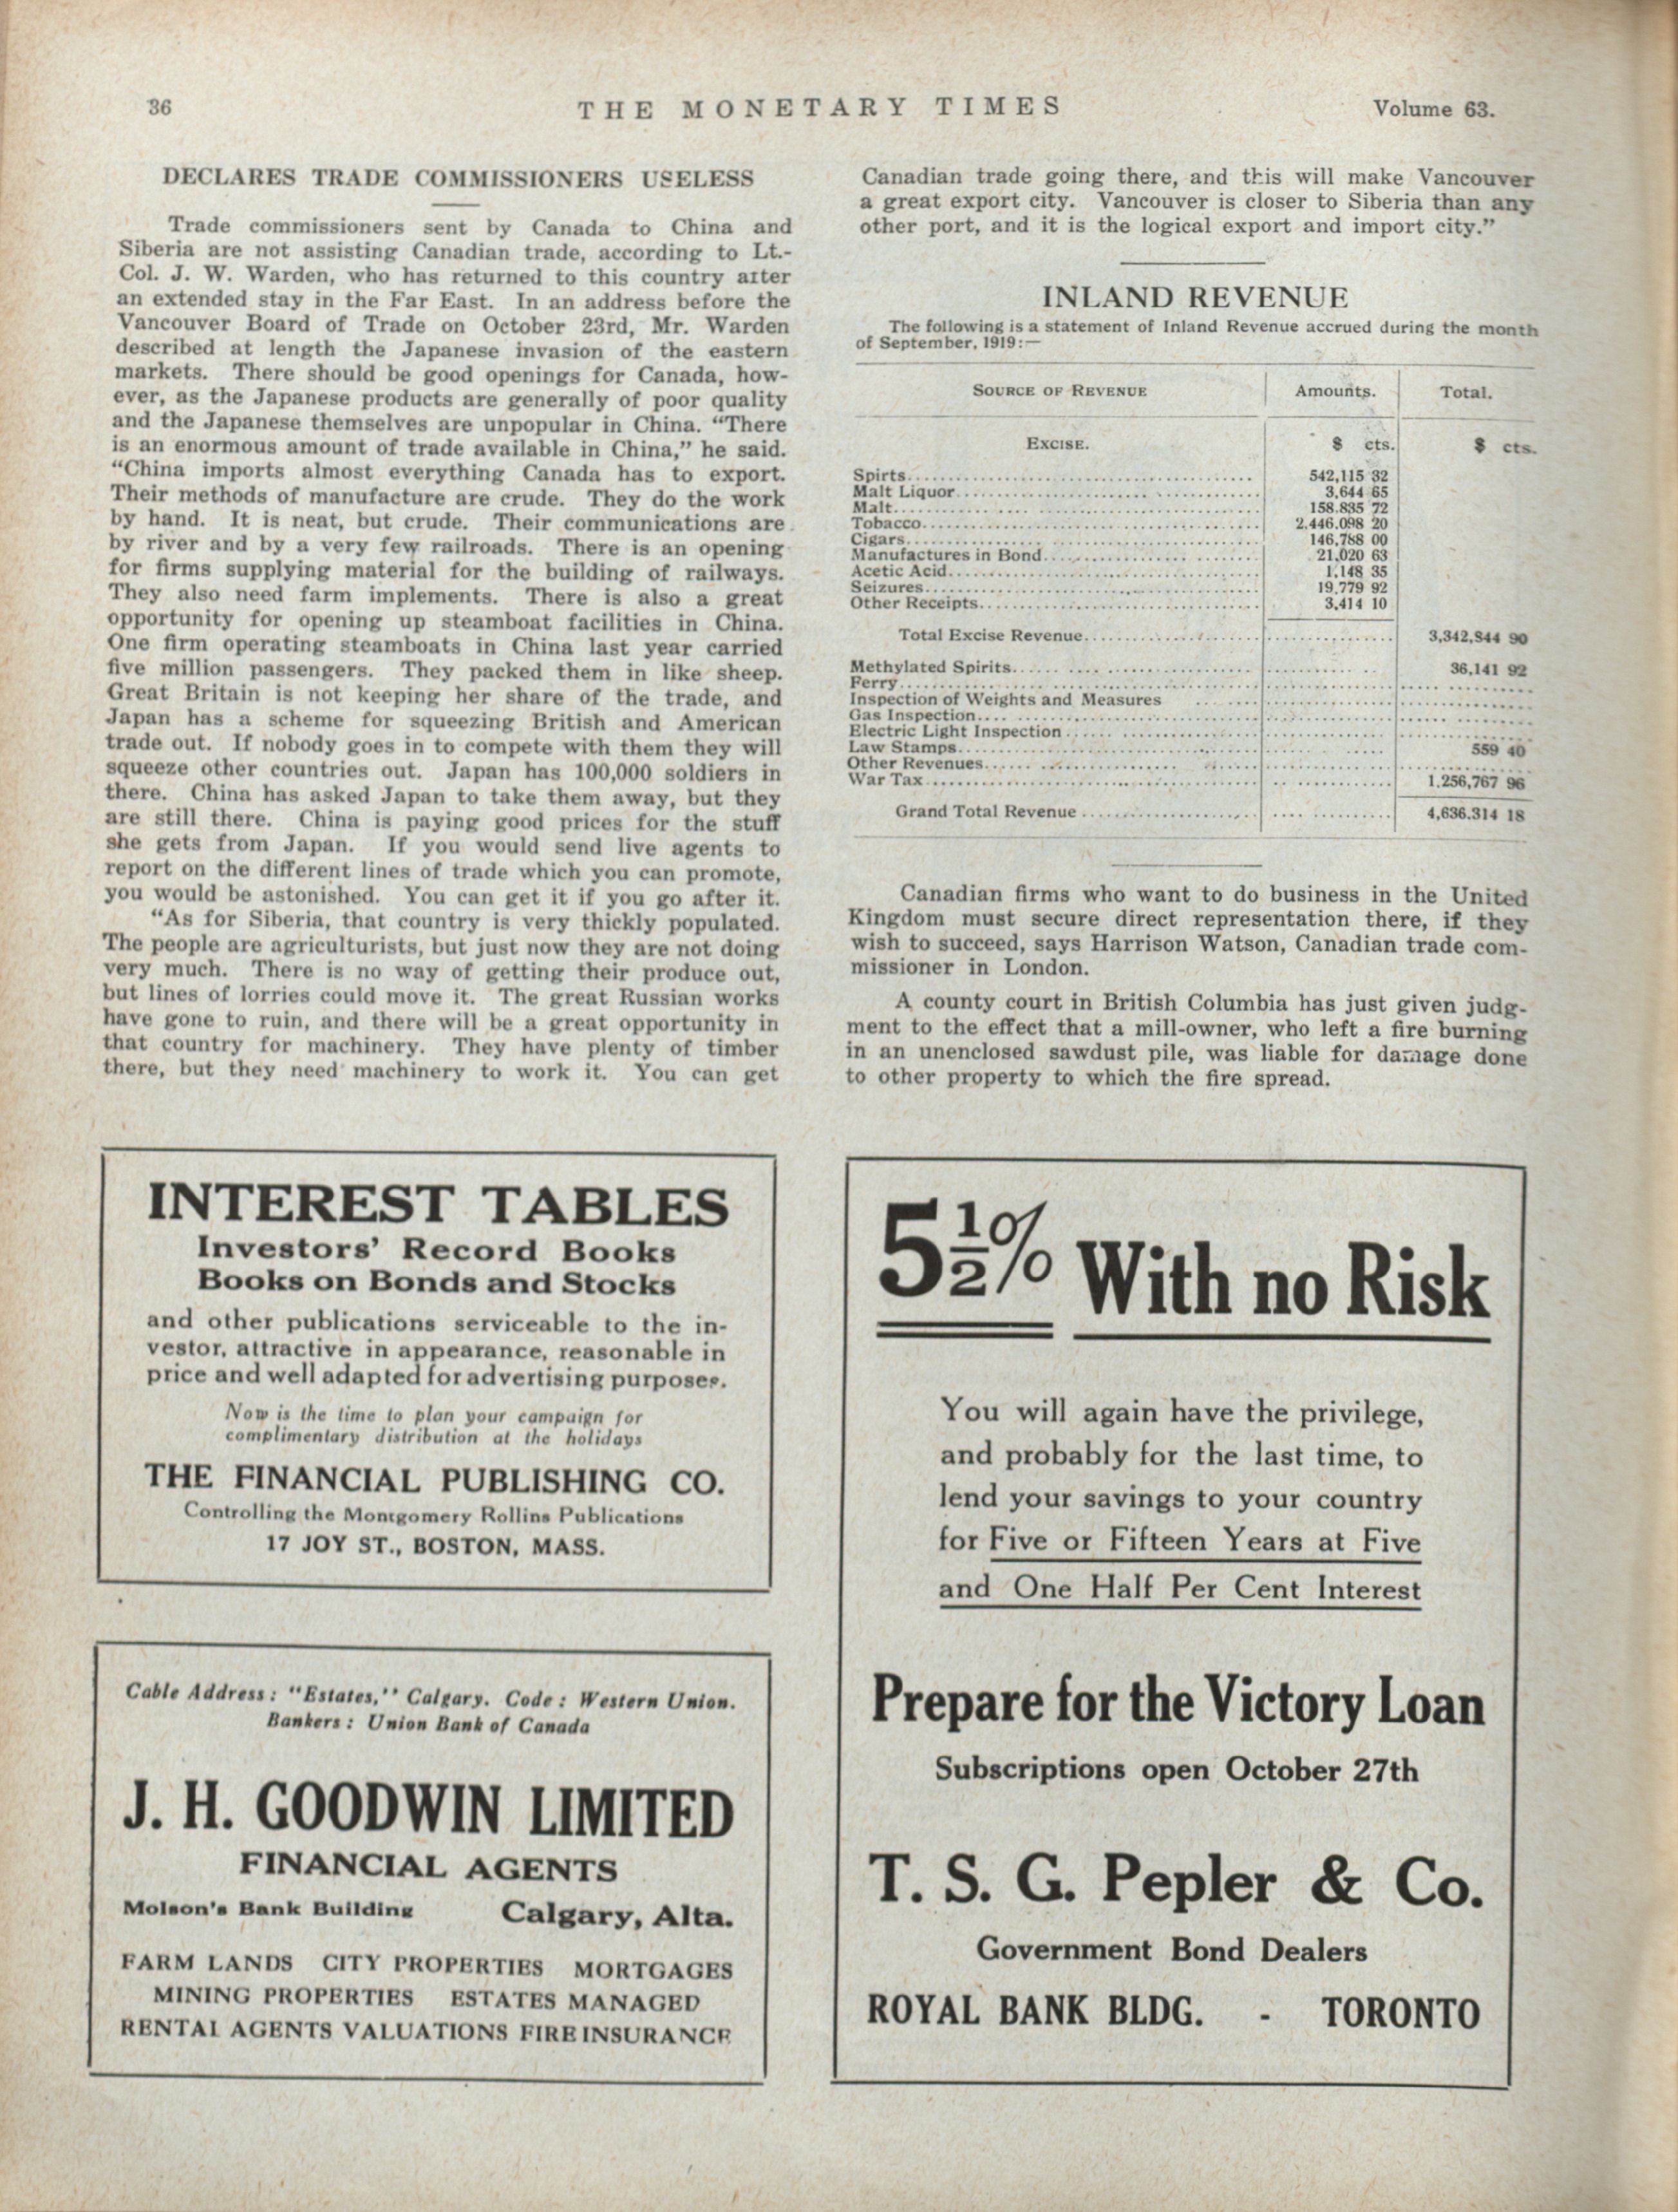 36
THE MONETARY TIMES
Volume 63.
DECLARES TRADE COMMISSIONERS USELESS
Trade commissioners sent by Canada to China and
Siberia are not assisting Canadian trade, according to Lt.-
Col. J. W. Warden, who has returned to this country after
an extended stay in the Far East. In an address before the
Vancouver Board of Trade on October 23rd, Mr. Warden
described at length the Japanese invasion of the eastern
markets. There should be good openings for Canada, how-
ever, as the Japanese products are generally of poor quality
and the Japanese themselves are unpopular in China. "There
is an enormous amount of trade available in China," he said.
"China imports almost everything Canada has to export.
Their methods of manufacture are crude. They do the work
by hand. It is neat, but crude. Their communications are
by river and by a very few railroads. There is an opening
for firms supplying material for the building of railways.
They also need farm implements. There is also a great
opportunity for opening up steamboat facilities in China.
One firm operating steamboats in China last year carried
five million passengers. They packed them in like sheep.
Great Britain is not keeping her share of the trade, and
Japan has a scheme for squeezing British and American
trade out. If nobody goes in to compete with them they will
squeeze other countries out. Japan has 100,000 soldiers in
there. China has asked Japan to take them away, but they
are still there. China is paying good prices for the stuff
she gets from Japan. If you would send live agents to
report on the different lines of trade which you can promote,
you would be astonished. You can get it if you go after it.
"As for Siberia, that country is very thickly populated.
The people are agriculturists, but just now they are not doing
very much. There is no way of getting their produce out,
but lines of lorries could move it. The great Russian works
have gone to ruin, and there will be a great opportunity in
that country for machinery. They have plenty of timber
there, but they need machinery to work it. You can get
Canadian trade going there, and this will make Vancouver
a great export city. Vancouver is closer to Siberia than any
other port, and it is the logical export and import city."
INLAND REVENUE
The following is a statement of Inland Revenue accrued during the month
of September, 1919:—
SOURCE OF REVENUE Amounts. Total.
EXCISE. $ cts. $ cts.
Spirts 542,115 32
Malt Liquor 3,644 65
Malt 158.835 72
Tobacco 2.446.098 20
Cigars 146,788 00
Manufactures in Bond 21,020 63
Acetic Acid 1,148 35
Seizures 19,779 92
Other Receipts 3,414 10
Total Excise Revenue 3,342,844 90
Methylated Spirits 36,141 92
Ferry
Inspection of Weights and Measures
Gas Inspection
Electric Light Inspection
Law Stamps 559 40
Other Revenues
War Tax 1,256,767 96
Grand Total Revenue 4,636.314 18
Canadian firms who want to do business in the United
Kingdom must secure direct representation there, if they
wish to succeed, says Harrison Watson, Canadian trade com-
missioner in London.
A county court in British Columbia has just given judg-
ment to the effect that a mill-owner, who left a fire burning
in an unenclosed sawdust pile, was liable for damage done
to other property to which the fire spread.
INTEREST TABLES
Investors' Record Books
Books on Bonds and Stocks
and other publications serviceable to the in-
vestor, attractive in appearance, reasonable in
price and well adapted for advertising purposes.
Now is the time to plan your campaign for
complimentary distribution at the holidays
THE FINANCIAL PUBLISHING CO.
Controlling the Montgomery Rollins Publications
17 JOY ST., BOSTON, MASS.
Cable Address: "Estates," Calgary. Code: Western Union.
Bankers: Union Bank of Canada
J. H. GOODWIN LIMITED
FINANCIAL AGENTS
Molson's Bank Building Calgary, Alta.
FARM LANDS CITY PROPERTIES MORTGAGES
MINING PROPERTIES ESTATES MANAGED
RENTAL AGENTS VALUATIONS FIRE INSURANCE
5½% With no Risk
You will again have the privilege,
and probably for the last time, to
lend your savings to your country
for Five or Fifteen Years at Five
and One Half Per Cent Interest
Prepare for the Victory Loan
Subscriptions open October 27th
T. S. G. Pepler & Co.
Government Bond Dealers
ROYAL BANK BLDG. - TORONTO